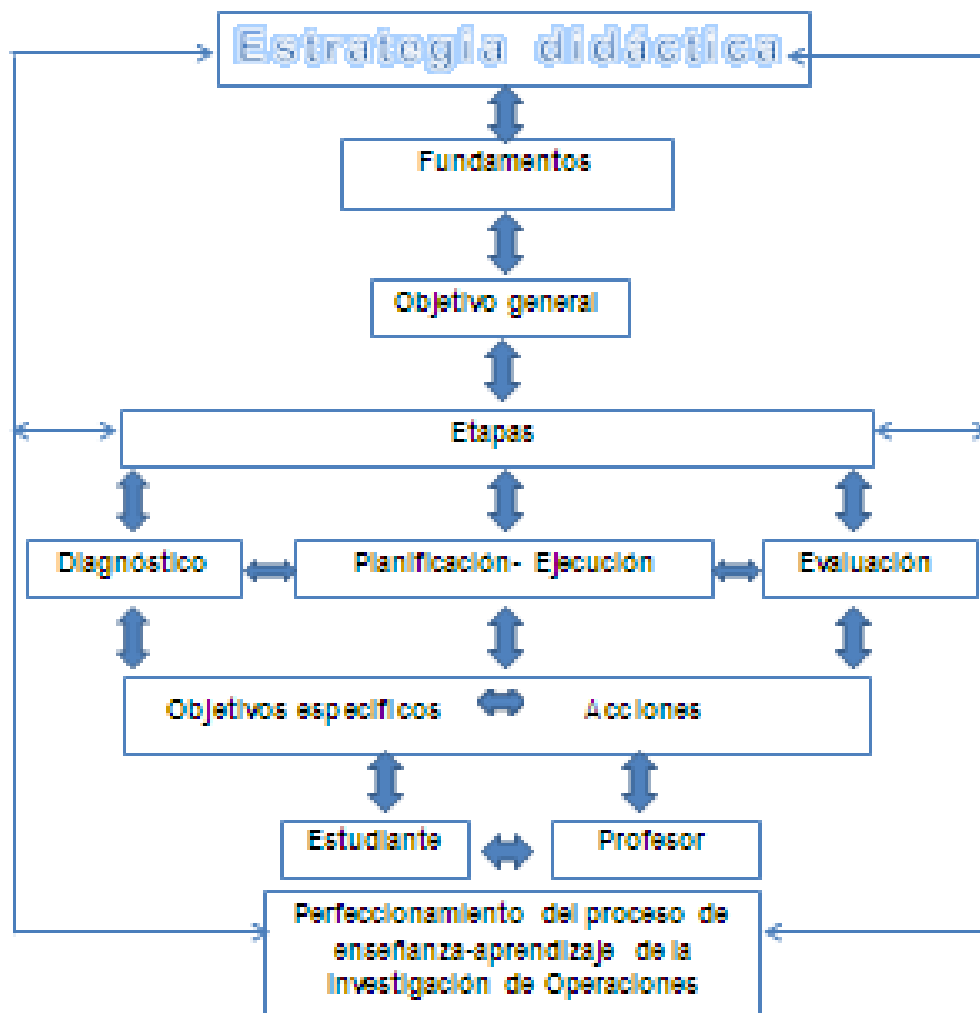 Estrategia didáctica
Fundamentos
Objetivo general
Etapas
Diagnóstico
Planificación- Ejecución
Evaluación
Objetivos específicos
Acciones
Estudiante
Profesor
Perfeccionamiento del proceso de
enseñanza-aprendizaje de la
Investigación de Operaciones